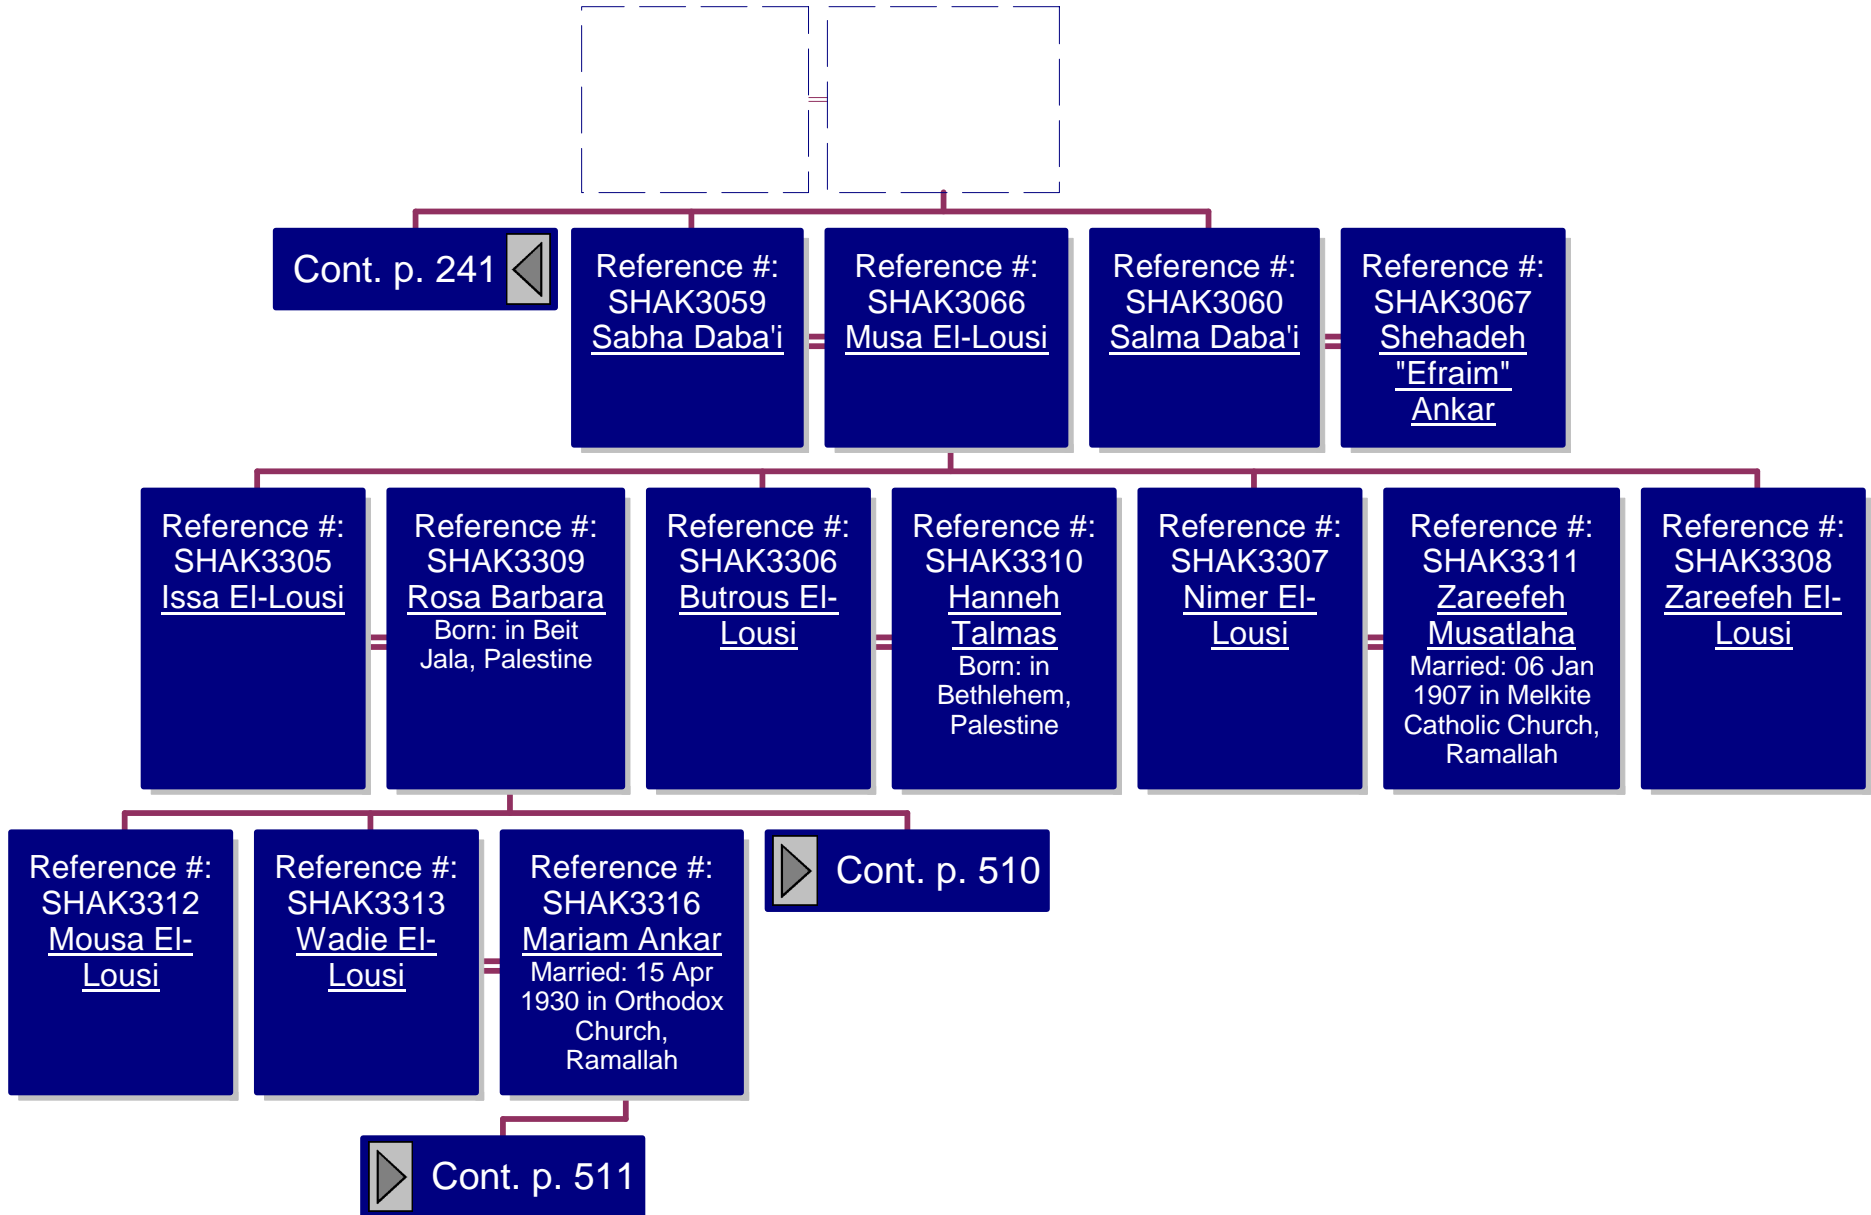 Cont. p. 241
Reference #:
SHAK3059
Sabha Daba'i
Reference #:
SHAK3066
Musa El-Lousi
Reference #:
SHAK3060
Salma Daba'i
Reference #:
SHAK3067
Shehadeh
"Efraim"
Ankar
Reference #:
SHAK3305
Issa El-Lousi
Reference #:
SHAK3309
Rosa Barbara
Born: in Beit
Jala, Palestine
Reference #:
SHAK3306
Butrous El-
Lousi
Reference #:
SHAK3310
Hanneh
Talmas
Born: in
Bethlehem,
Palestine
Reference #:
SHAK3307
Nimer El-
Lousi
Reference #:
SHAK3311
Zareefeh
Musatlaha
Married: 06 Jan
1907 in Melkite
Catholic Church,
Ramallah
Reference #:
SHAK3308
Zareefeh El-
Lousi
Reference #:
SHAK3312
Mousa El-
Lousi
Reference #:
SHAK3313
Wadie El-
Lousi
Reference #:
SHAK3316
Mariam Ankar
Married: 15 Apr
1930 in Orthodox
Church,
Ramallah
Cont. p. 510
Cont. p. 511